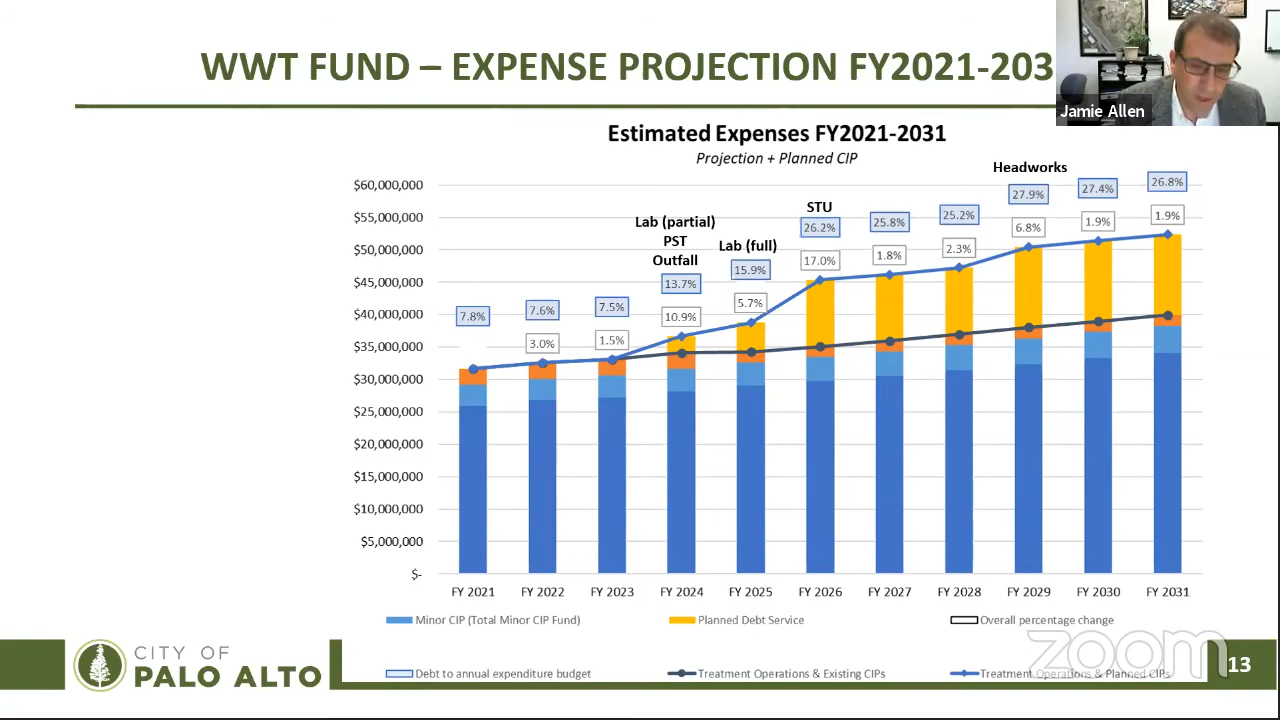 WWT FUND – EXPENSE PROJECTION FY2021-203
Jamie Allen
Estimated Expenses FY2021-2031
Projection + Planned CIP
Headworks
STU
Lab (partial)
PST
Outfall
Lab (full)
$60,000,000
$55,000,000
$50,000,000
$45,000,000
$40,000,000
$35,000,000
$30,000,000
$25,000,000
$20,000,000
$15,000,000
$10,000,000
$5,000,000
$-
7.8%
7.6%
7.5%
13.7%
15.9%
26.2%
25.8%
25.2%
27.9%
27.4%
26.8%
3.0%
1.5%
10.9%
5.7%
17.0%
1.8%
2.3%
6.8%
1.9%
1.9%
FY 2021 FY 2022 FY 2023 FY 2024 FY 2025 FY 2026 FY 2027 FY 2028 FY 2029 FY 2030 FY 2031
Minor CIP (Total Minor CIP Fund) Planned Debt Service Overall percentage change
Debt to annual expenditure budget Treatment Operations & Existing CIPs Treatment Operations & Planned CIPs
zoom
CITY OF
PALO ALTO
13